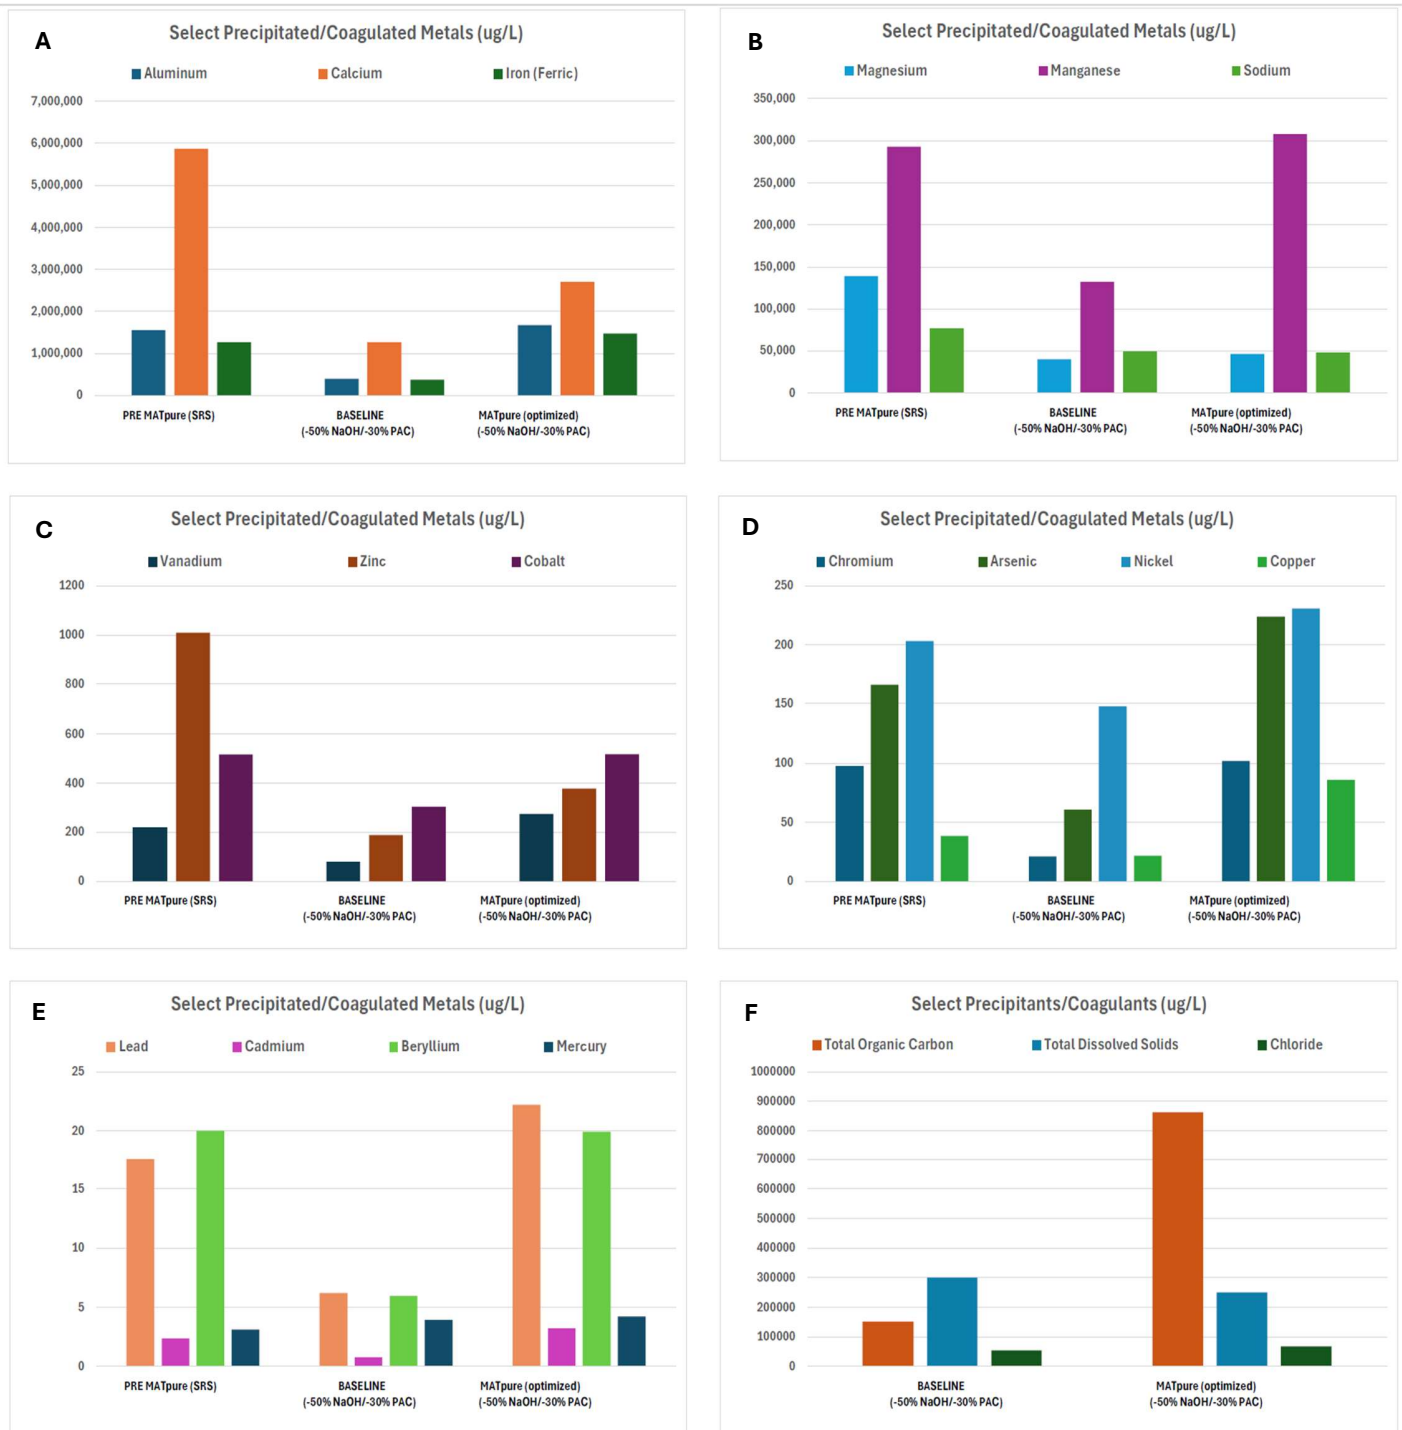 A
Select Precipitated/Coagulated Metals (ug/L)
Aluminum Calcium Iron (Ferric)
7,000,000
6,000,000
5,000,000
4,000,000
3,000,000
2,000,000
1,000,000
0
PRE MATpure (SRS) BASELINE MATpure (optimized)
(-50% NaOH/-30% PAC) (-50% NaOH/-30% PAC)
B
Select Precipitated/Coagulated Metals (ug/L)
Magnesium Manganese Sodium
350,000
300,000
250,000
200,000
150,000
100,000
50,000
0
PRE MATpure (SRS) BASELINE MATpure (optimized)
(-50% NaOH/-30% PAC) (-50% NaOH/-30% PAC)
C
Select Precipitated/Coagulated Metals (ug/L)
Vanadium Zinc Cobalt
1200
1000
800
600
400
200
0
PRE MATpure (SRS) BASELINE MATpure (optimized)
(-50% NaOH/-30% PAC) (-50% NaOH/-30% PAC)
D
Select Precipitated/Coagulated Metals (ug/L)
Chromium Arsenic Nickel Copper
250
200
150
100
50
0
PRE MATpure (SRS) BASELINE MATpure (optimized)
(-50% NaOH/-30% PAC) (-50% NaOH/-30% PAC)
E
Select Precipitated/Coagulated Metals (ug/L)
Lead Cadmium Beryllium Mercury
25
20
15
10
5
0
PRE MATpure (SRS) BASELINE MATpure (optimized)
(-50% NaOH/-30% PAC) (-50% NaOH/-30% PAC)
F
Select Precipitants/Coagulants (ug/L)
Total Organic Carbon Total Dissolved Solids Chloride
1000000
900000
800000
700000
600000
500000
400000
300000
200000
100000
0
BASELINE MATpure (optimized)
(-50% NaOH/-30% PAC) (-50% NaOH/-30% PAC)